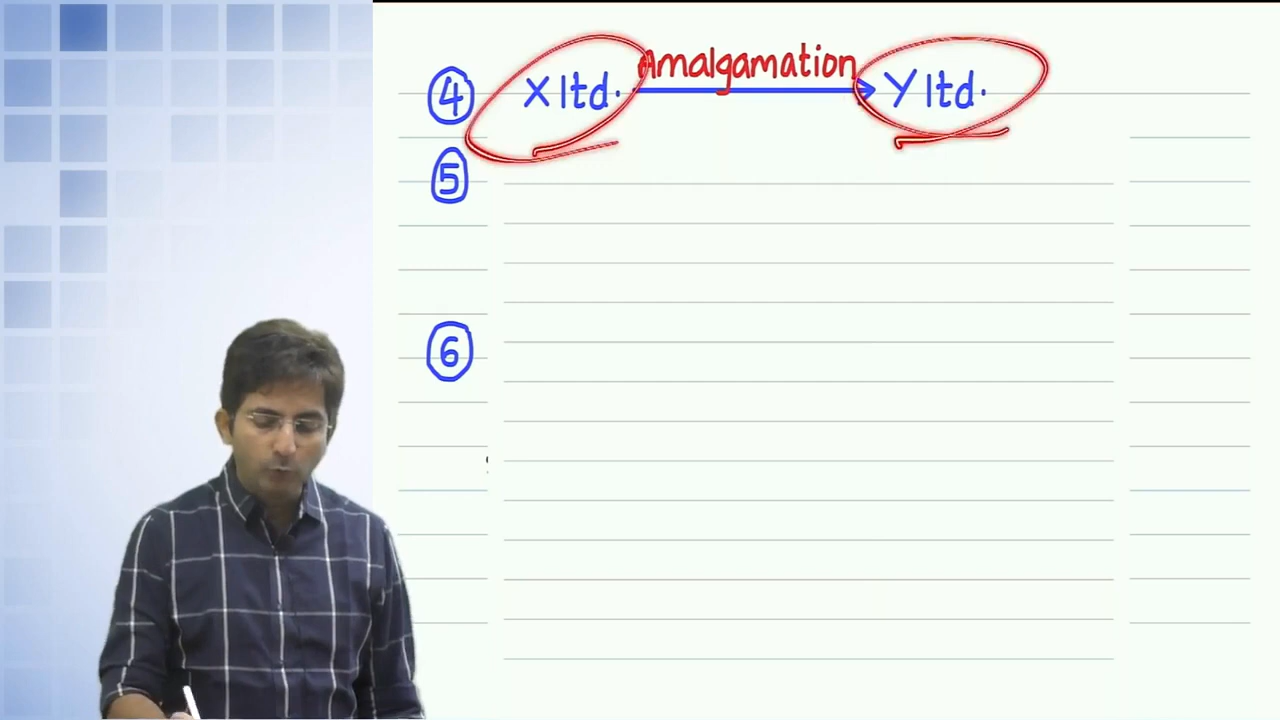 ④ X ltd. Amalgamation Y ltd.
⑤
⑥